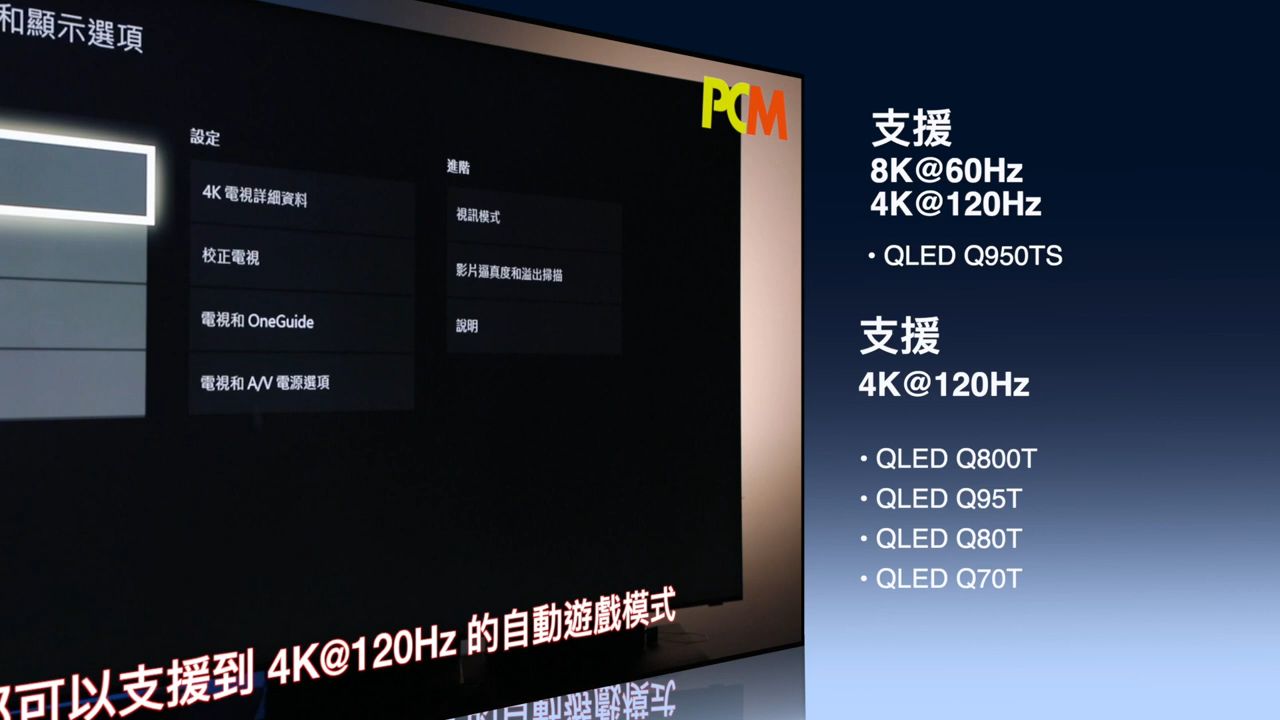 和顯示選項
設定
4K 電視詳細資料
校正電視
電視和 OneGuide
電視和 A/V 電源選項
進階
視訊模式
影片逼真度和溢出掃描
說明
PCM
可以支援到 4K@120Hz 的自動遊戲模式
支援
8K@60Hz
4K@120Hz
• QLED Q950TS
支援
4K@120Hz
• QLED Q800T
• QLED Q95T
• QLED Q80T
• QLED Q70T